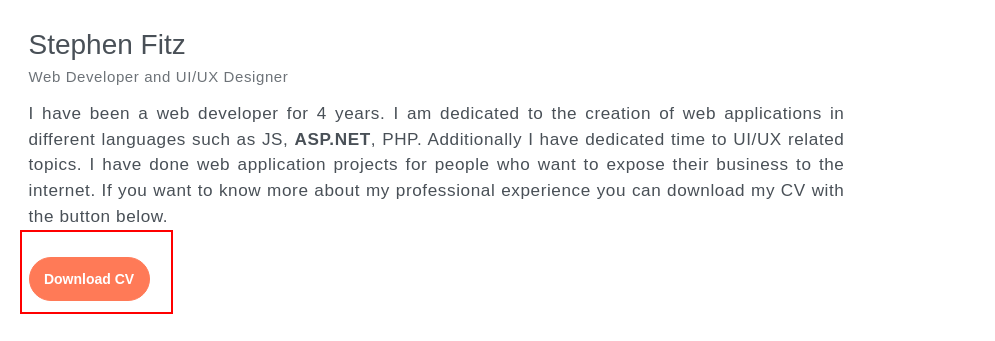 Stephen Fitz
Web Developer and UI/UX Designer
I have been a web developer for 4 years. I am dedicated to the creation of web applications in
different languages such as JS, ASP.NET, PHP. Additionally I have dedicated time to UI/UX related
topics. I have done web application projects for people who want to expose their business to the
internet. If you want to know more about my professional experience you can download my CV with
the button below.
Download CV